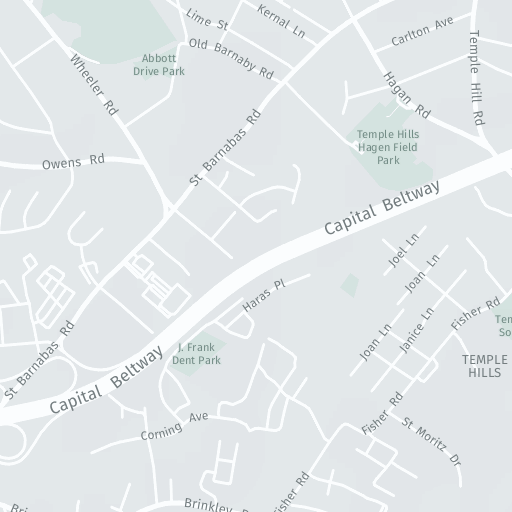 Lime St
Kernal Ln
Carlton Ave
Abbott
Drive Park
Old Barnaby Rd
Temple Hill Rd
Wheeler Rd
Hagan Rd
St Barnabas Rd
Temple Hills
Hagen Field
Park
Owens Rd
Capital Beltway
Joel Ln
Joan Ln
Haras Pl
Fisher Rd
Janice Ln
Joan Ln
St Barnabas Rd
J. Frank
Dent Park
TEMPLE
HILLS
Capital Beltway
Fisher Rd
Corning Ave
St Moritz Dr
Fisher Rd
Brinkley